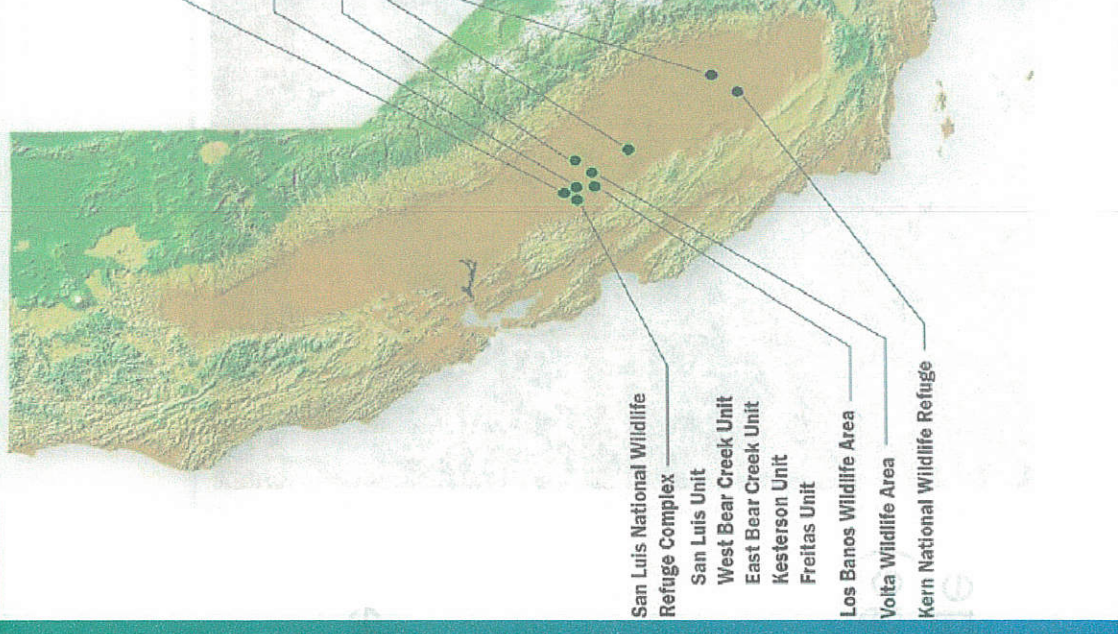 San Luis National Wildlife
Refuge Complex
San Luis Unit
West Bear Creek Unit
East Bear Creek Unit
Kesterson Unit
Freitas Unit
Los Banos Wildlife Area
Volta Wildlife Area
Kern National Wildlife Refuge